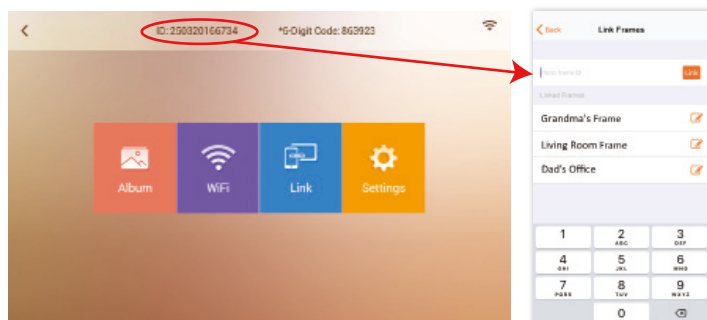 ID: 250320166734
*6-Digit Code: 863923
Album
WiFi
Link
Settings
Back
Link Frames
Link
Linked Frames
Grandma's Frame
Living Room Frame
Dad's Office
1
2
ABC
3
DEF
4
GHI
5
JKL
6
MNO
7
PQRS
8
TUV
9
WXYZ
0